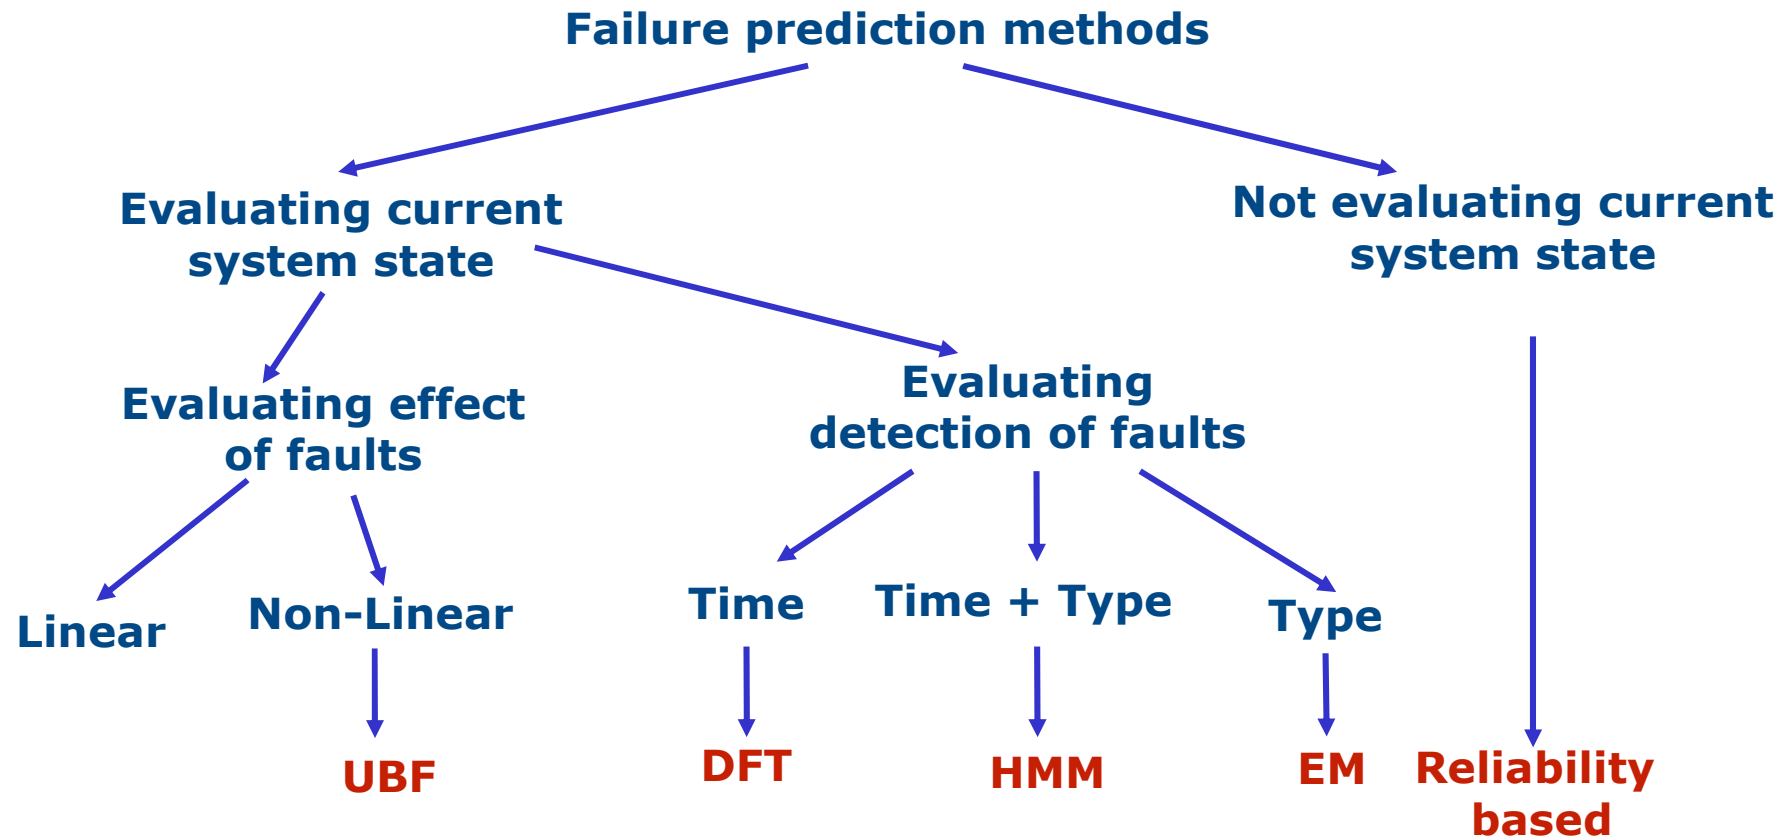 Failure prediction methods
Evaluating current
system state
Not evaluating current
system state
Evaluating effect
of faults
Evaluating
detection of faults
Linear
Non-Linear
Time
Time + Type
Type
UBF
DFT
HMM
EM
Reliability
based